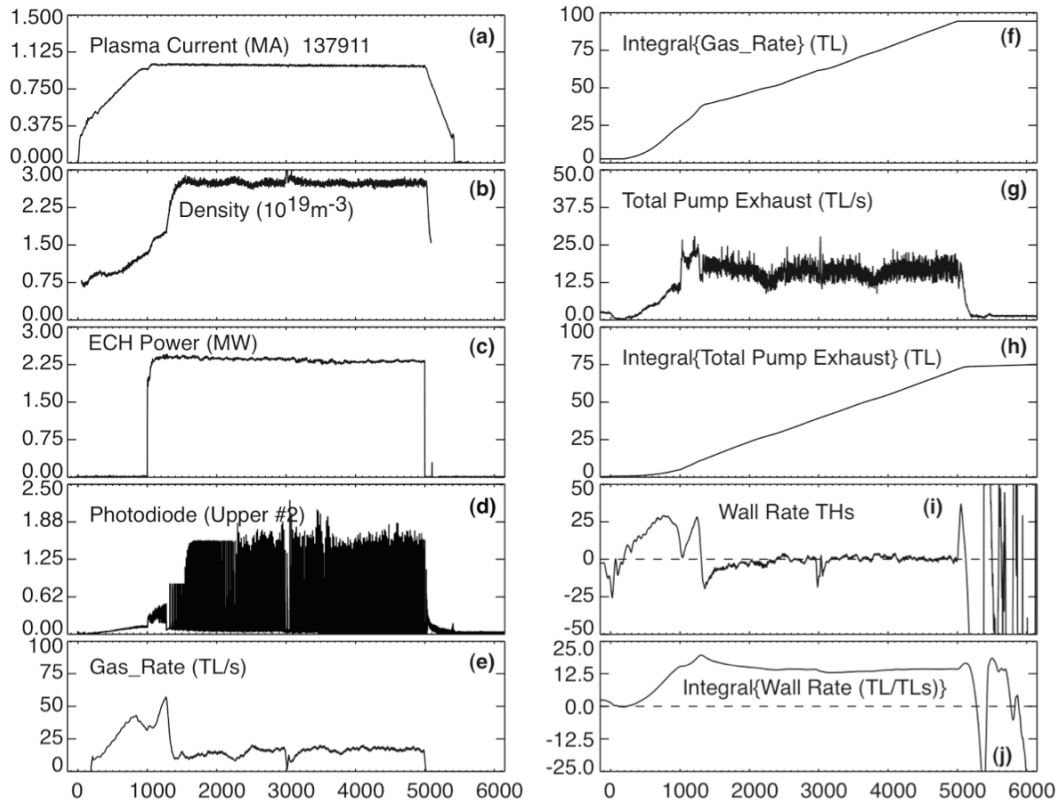 1.500
1.125
0.750
0.375
0.000
Plasma Current (MA) 137911
(a)
3.00
2.25
1.50
0.75
0.00
Density (10^19m^-3)
(b)
3.00
2.25
1.50
0.75
0.00
ECH Power (MW)
(c)
2.50
1.88
1.25
0.62
0.00
Photodiode (Upper #2)
(d)
Gas_Rate (TL/s)
(e)
100
75
50
25
0
0 1000 2000 3000 4000 5000 6000
100
75
50
25
0
Integral{Gas_Rate} (TL)
(f)
50.0
37.5
25.0
12.5
0.0
Total Pump Exhaust (TL/s)
(g)
100
75
50
25
0
Integral{Total Pump Exhaust} (TL)
(h)
50
25
0
-25
-50
Wall Rate THs
(i)
25.0
12.5
0.0
-12.5
-25.0
Integral{Wall Rate (TL/TLs)}
(j)
0 1000 2000 3000 4000 5000 6000